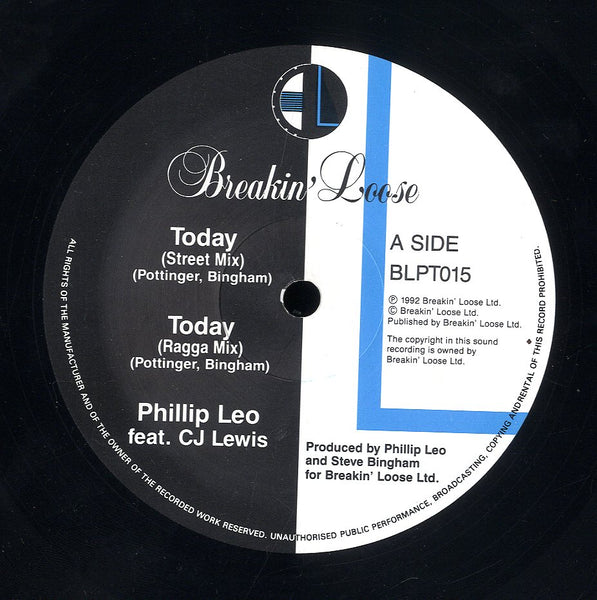 Breakin' Loose
Today
(Street Mix)
(Pottinger, Bingham)
Today
(Ragga Mix)
(Pottinger, Bingham)
Phillip Leo
feat. CJ Lewis
A SIDE
BLPT015
℗ 1992 Breakin' Loose Ltd.
© Breakin' Loose Ltd.
Published by Breakin' Loose Ltd.
The copyright in this sound
recording is owned by
Breakin' Loose Ltd.
Produced by Phillip Leo
and Steve Bingham
for Breakin' Loose Ltd.
ALL RIGHTS OF THE MANUFACTURER AND OF THE OWNER OF THE RECORDED WORK RESERVED. UNAUTHORISED PUBLIC PERFORMANCE, BROADCASTING, COPYING ANDRENTAL OF THIS RECORD PROHIBITED.